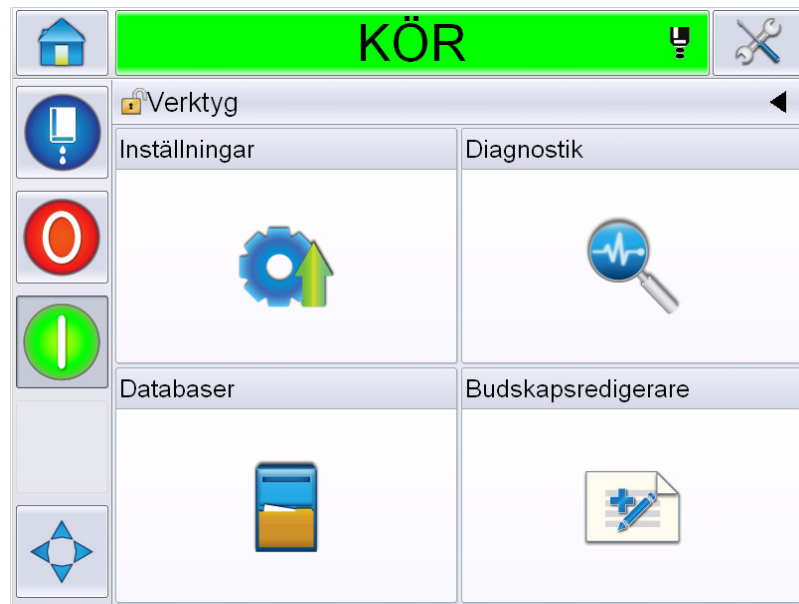 KÖR
Verktyg
Inställningar
Diagnostik
Databaser
Budskapsredigerare